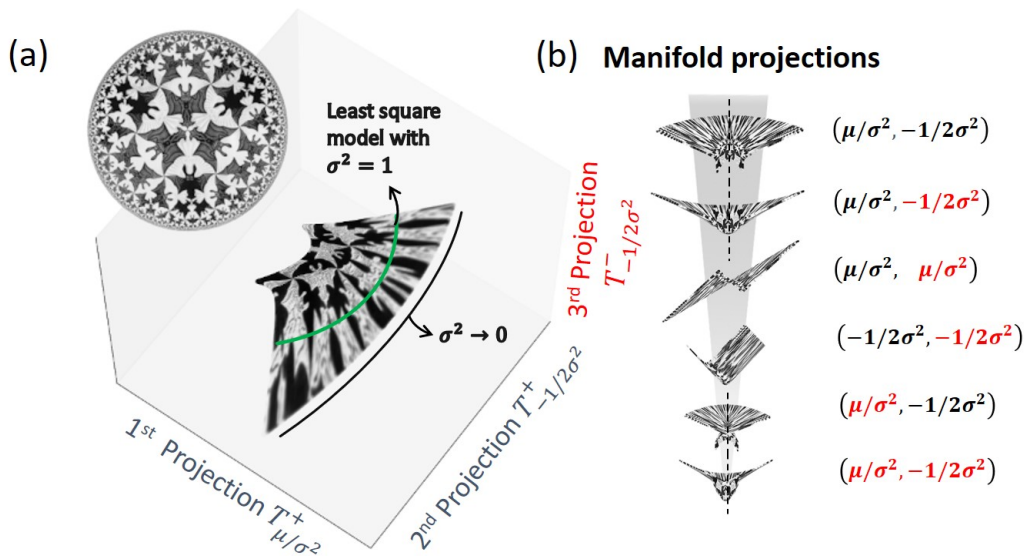 (a)
Least square
model with
σ² = 1
σ² → 0
1ˢᵗ Projection T⁺_{μ/σ²}
2ⁿᵈ Projection T⁺_{−1/2σ²}
3ʳᵈ Projection
T⁻_{−1/2σ²}
(b) Manifold projections
(μ/σ², −1/2σ²)
(μ/σ², −1/2σ²)
(μ/σ², μ/σ²)
(−1/2σ², −1/2σ²)
(μ/σ², −1/2σ²)
(μ/σ², −1/2σ²)